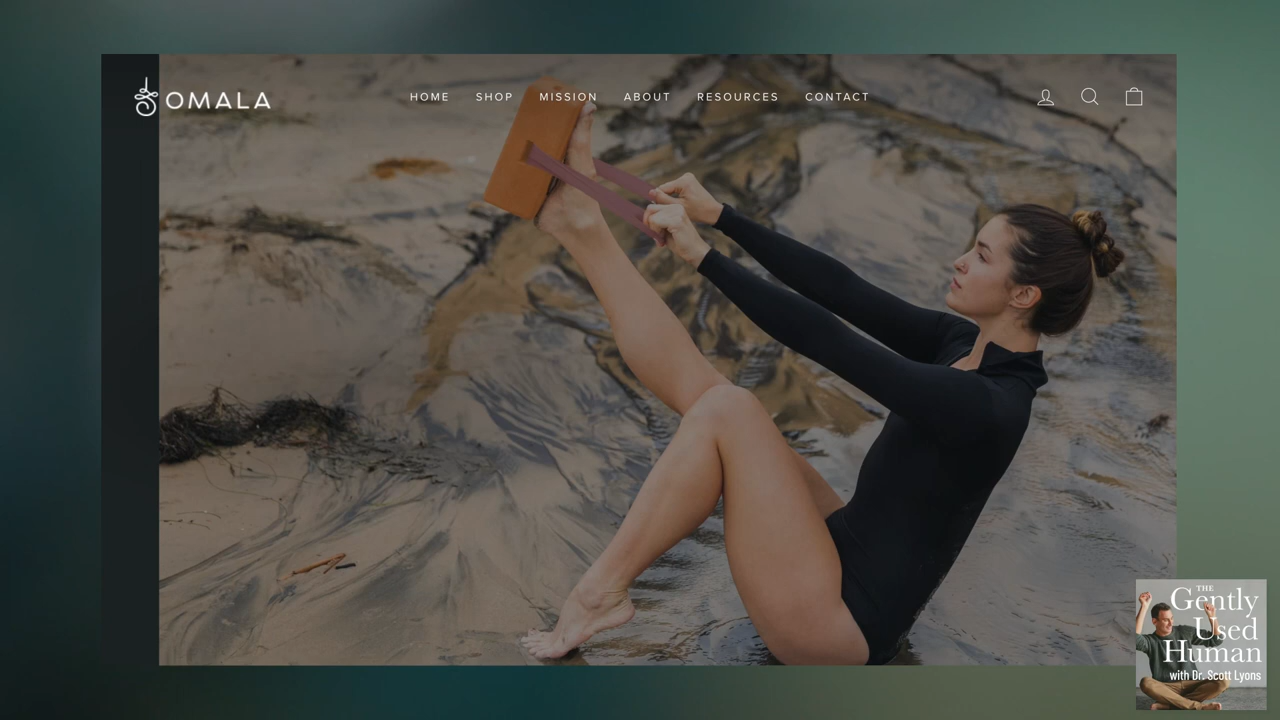 OMALA
HOME SHOP MISSION ABOUT RESOURCES CONTACT
THE
Gently
Used
Human
with Dr. Scott Lyons